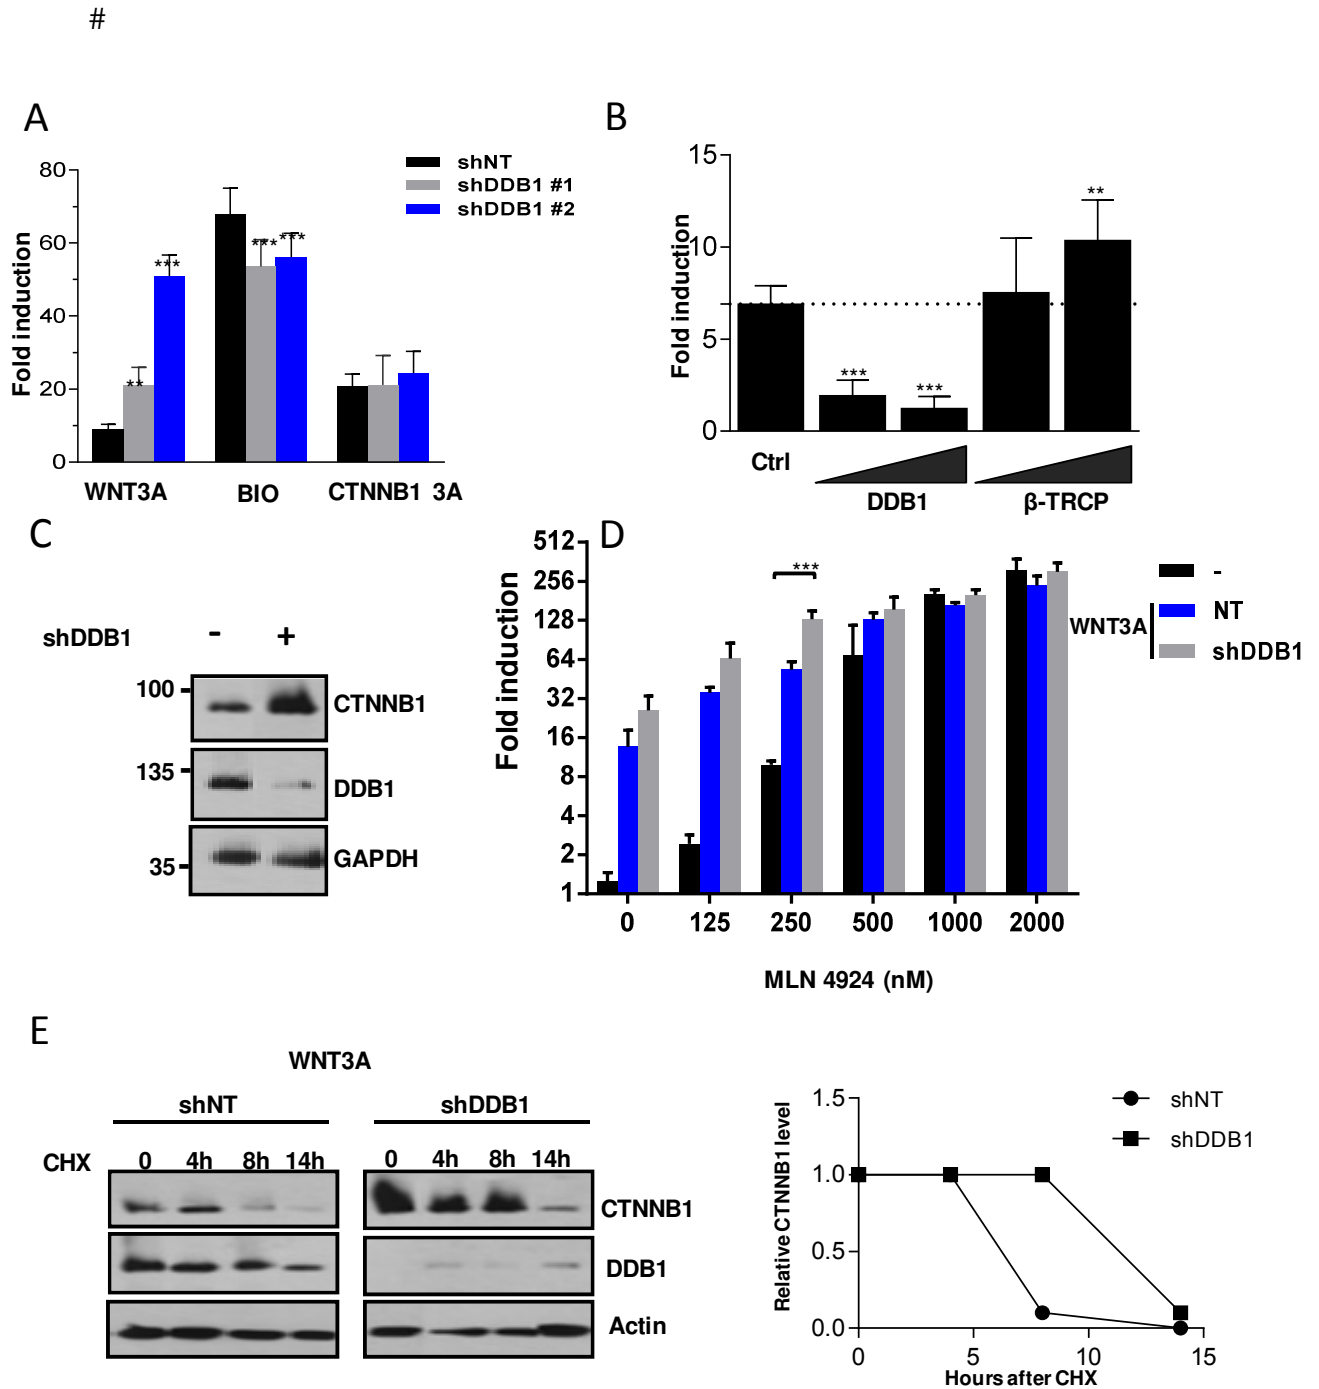 #
A
80
60
40
20
0
Fold induction
shNT
shDDB1 #1
shDDB1 #2
**
***
***
***
WNT3A
BIO
CTNNB1 3A
B
15
10
5
0
Fold induction
***
***
**
Ctrl
DDB1
β-TRCP
C
shDDB1
-
+
100
CTNNB1
135
DDB1
35
GAPDH
D
512
256
128
64
32
16
8
4
2
1
Fold induction
***
0
125
250
500
1000
2000
MLN 4924 (nM)
-
WNT3A
NT
shDDB1
E
WNT3A
shNT
shDDB1
CHX
0 4h 8h 14h
0 4h 8h 14h
CTNNB1
DDB1
Actin
1.5
1.0
0.5
0.0
Relative CTNNB1 level
0
5
10
15
Hours after CHX
shNT
shDDB1